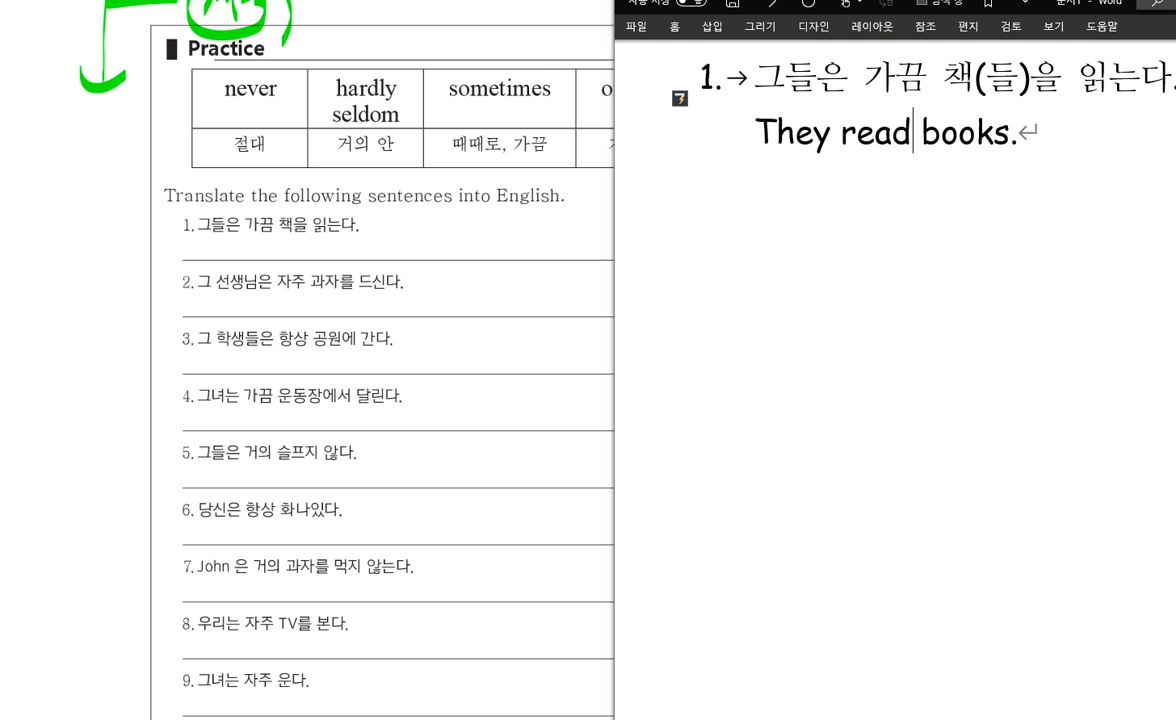 Practice
never hardly sometimes
seldom
절대 거의 안 때때로, 가끔
Translate the following sentences into English.
1. 그들은 가끔 책을 읽는다.
2. 그 선생님은 자주 과자를 드신다.
3. 그 학생들은 항상 공원에 간다.
4. 그녀는 가끔 운동장에서 달린다.
5. 그들은 거의 슬프지 않다.
6. 당신은 항상 화나있다.
7. John 은 거의 과자를 먹지 않는다.
8. 우리는 자주 TV를 본다.
9. 그녀는 자주 운다.
파일 홈 삽입 그리기 디자인 레이아웃 참조 편지 검토 보기 도움말
1.→그들은 가끔 책(들)을 읽는다.
They read books.↵